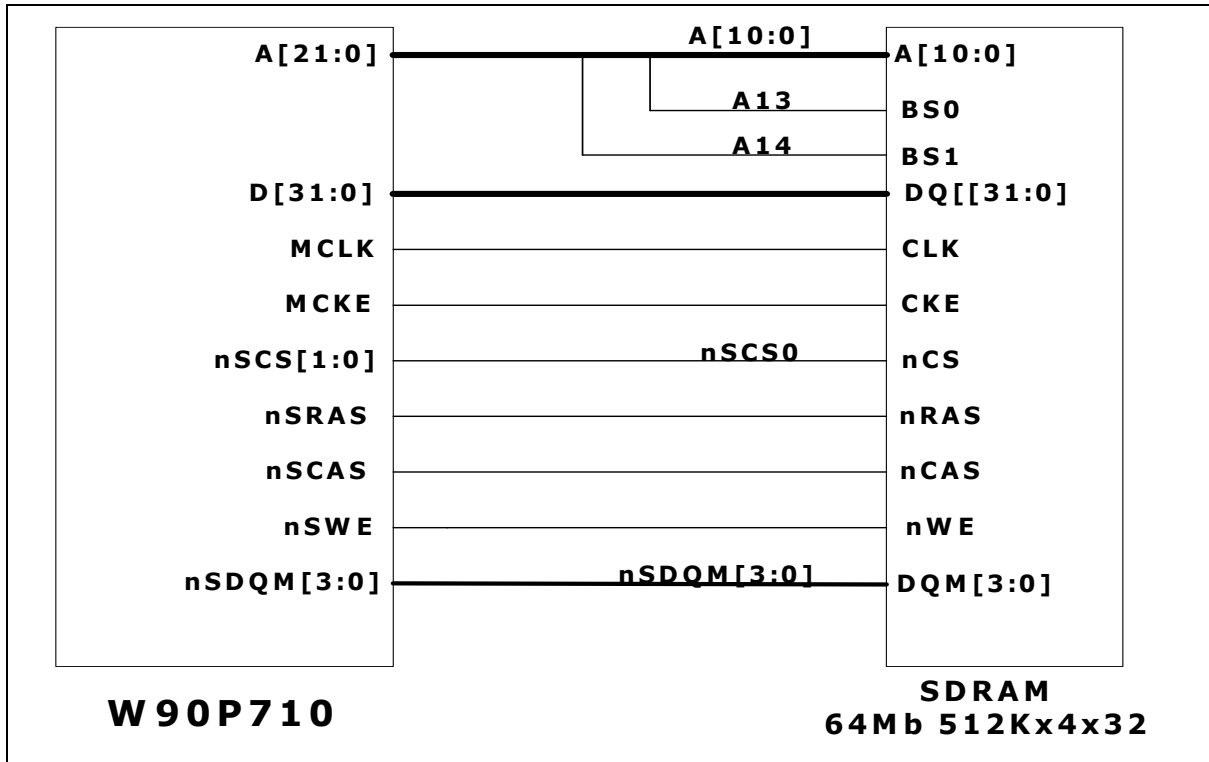 A[21:0] A[10:0] A[10:0]
A13 BS0
A14 BS1
D[31:0] DQ[[31:0]
MCLK CLK
MCKE CKE
nSCS[1:0] nSCS0 nCS
nSRAS nRAS
nSCAS nCAS
nSWE nWE
nSDQM[3:0] nSDQM[3:0] DQM[3:0]
W90P710
SDRAM
64Mb 512Kx4x32